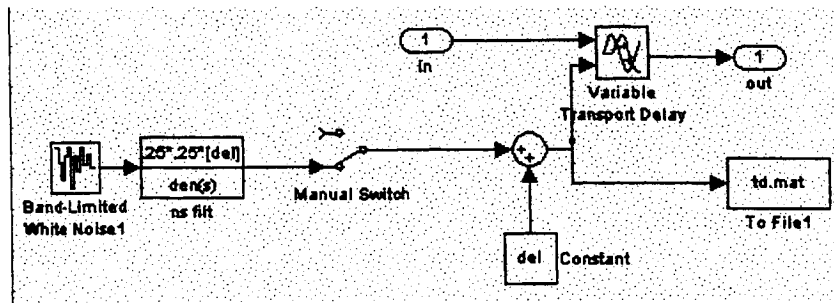 1
In
Variable
Transport Delay
1
out
.25*.25*[del]
den(s)
ns filt
Band-Limited
White Noise1
Manual Switch
++
del
Constant
td.mat
To File1